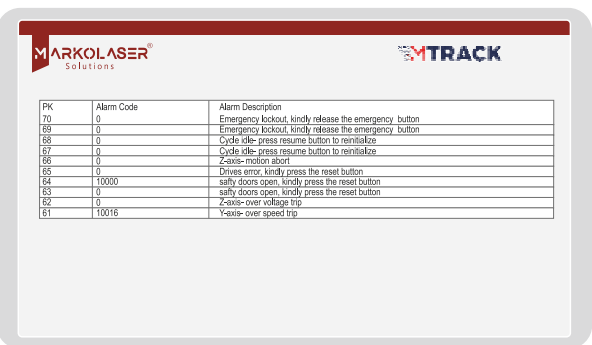 MARKOLASER®
Solutions
MTRACK
PK Alarm Code Alarm Description
70 0 Emergency lockout, kindly release the emergency button
69 0 Emergency lockout, kindly release the emergency button
68 0 Cycle idle- press resume button to reinitialize
67 0 Cycle idle- press resume button to reinitialize
66 0 Z-axis- motion abort
65 0 Drives error, kindly press the reset button
64 10000 safty doors open, kindly press the reset button
63 0 safty doors open, kindly press the reset button
62 0 Z-axis- over voltage trip
61 10016 Y-axis- over speed trip